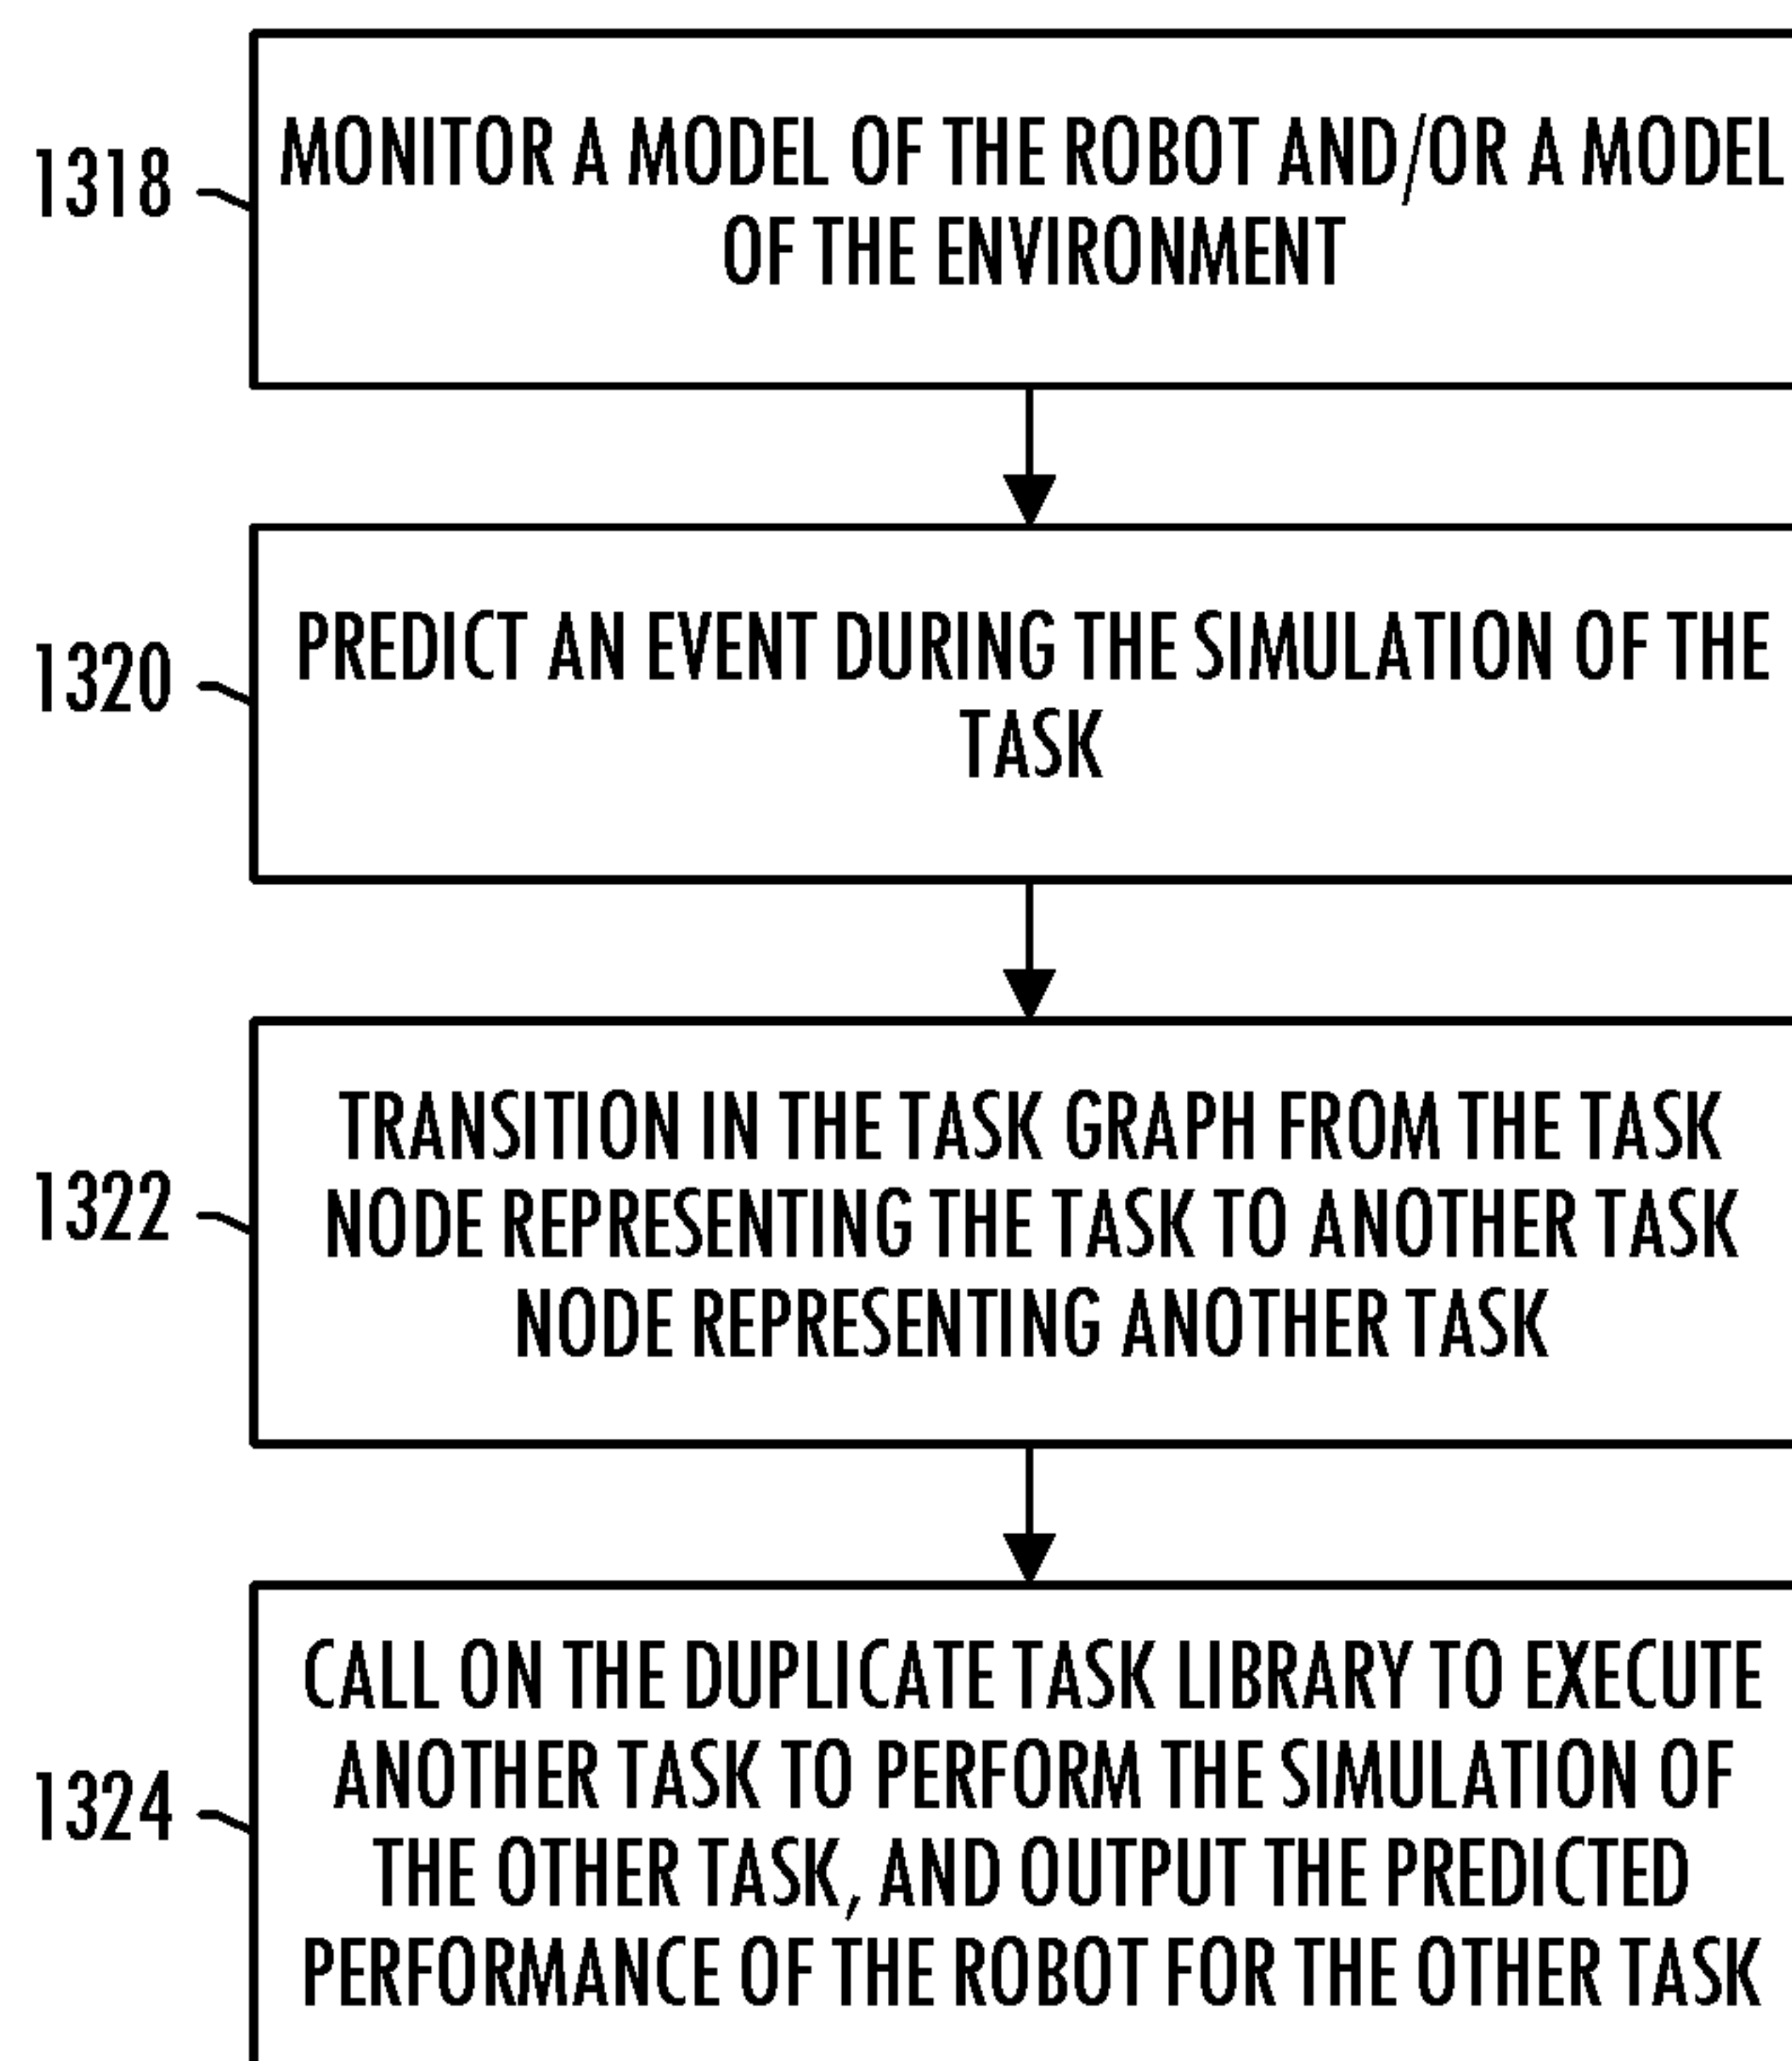 1318
MONITOR A MODEL OF THE ROBOT AND/OR A MODEL
OF THE ENVIRONMENT
1320
PREDICT AN EVENT DURING THE SIMULATION OF THE
TASK
1322
TRANSITION IN THE TASK GRAPH FROM THE TASK
NODE REPRESENTING THE TASK TO ANOTHER TASK
NODE REPRESENTING ANOTHER TASK
1324
CALL ON THE DUPLICATE TASK LIBRARY TO EXECUTE
ANOTHER TASK TO PERFORM THE SIMULATION OF
THE OTHER TASK, AND OUTPUT THE PREDICTED
PERFORMANCE OF THE ROBOT FOR THE OTHER TASK